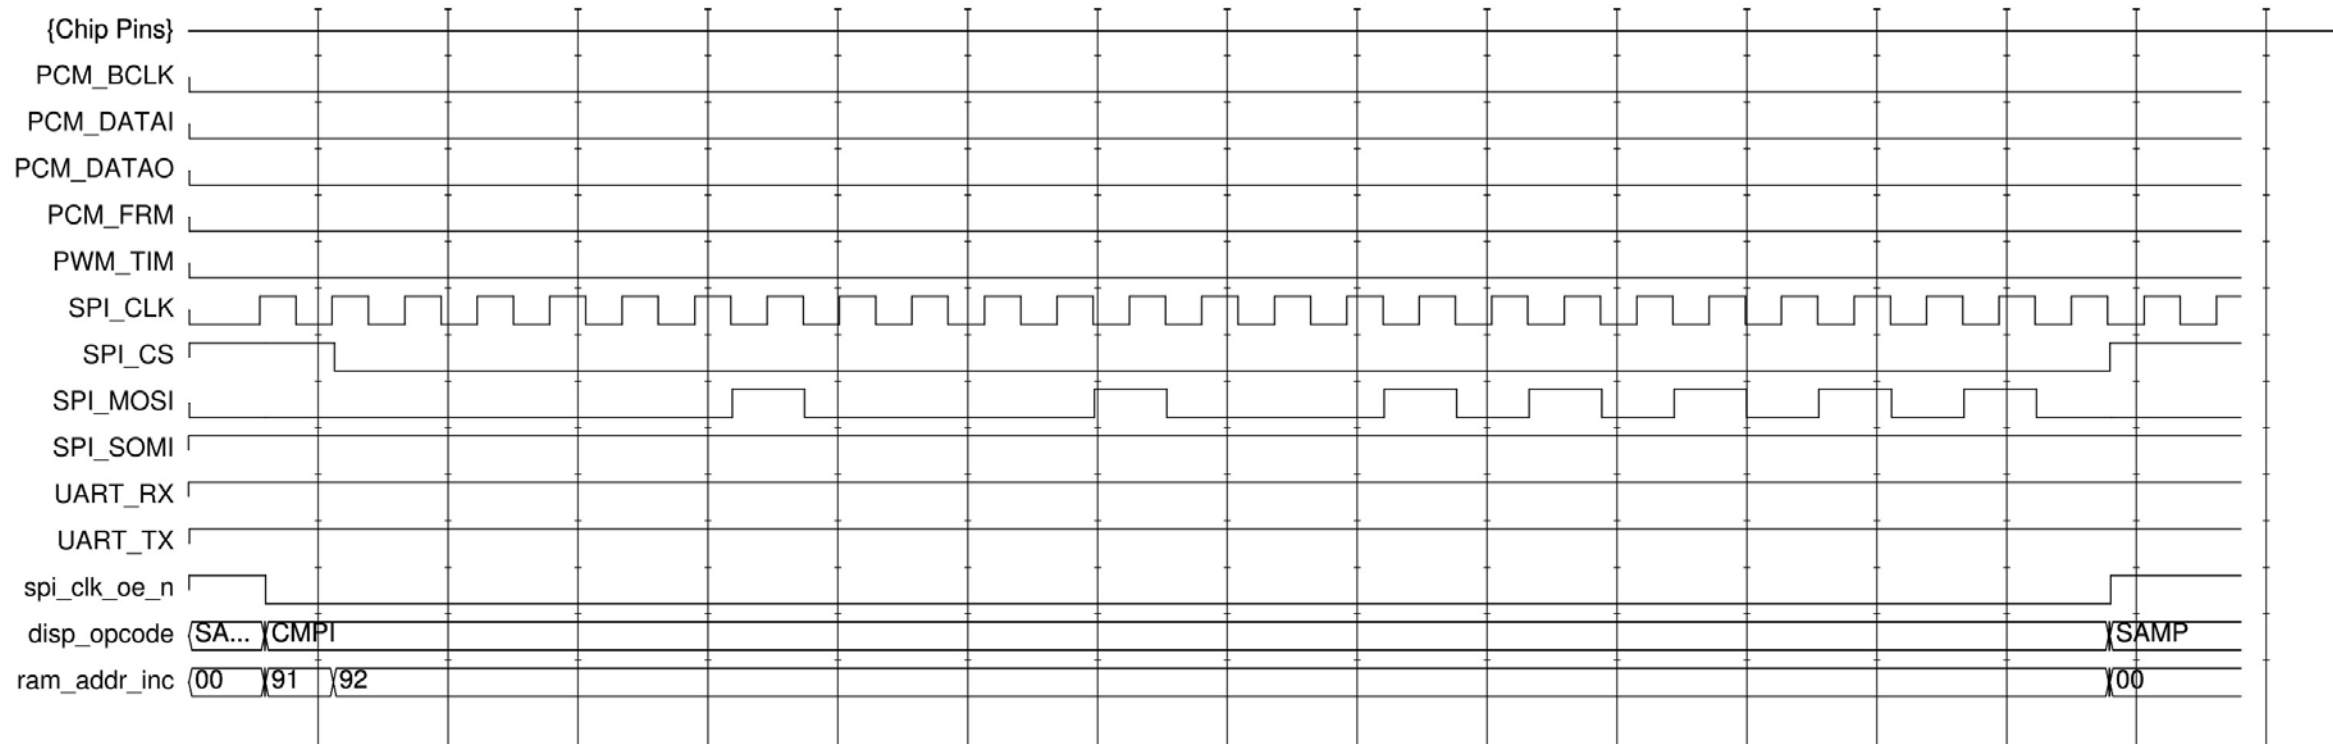 {Chip Pins}
PCM_BCLK
PCM_DATAI
PCM_DATAO
PCM_FRM
PWM_TIM
SPI_CLK
SPI_CS
SPI_MOSI
SPI_SOMI
UART_RX
UART_TX
spi_clk_oe_n
disp_opcode SA... CMPI SAMP
ram_addr_inc 00 91 92 00